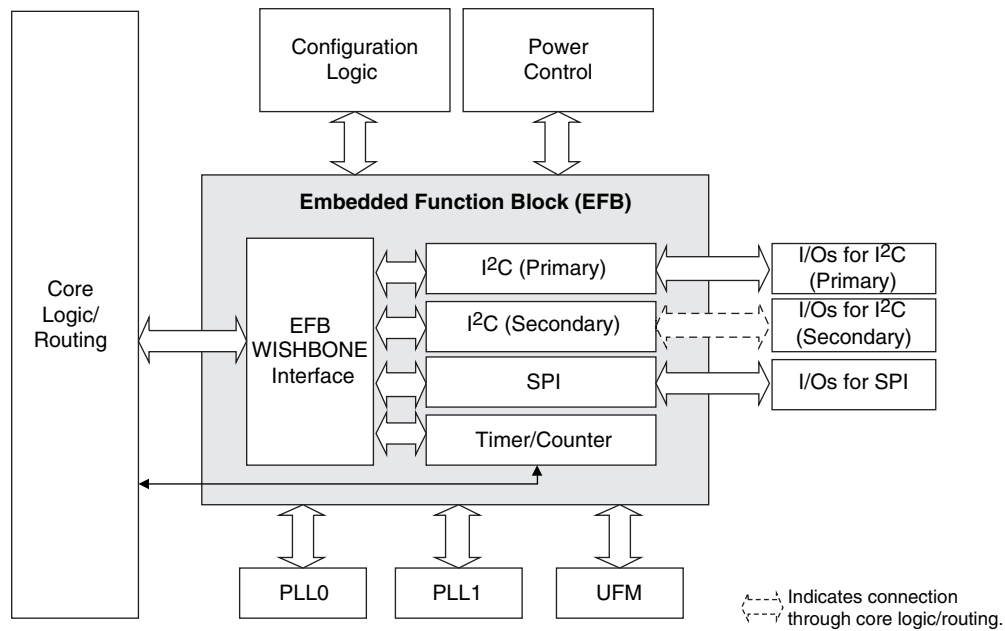 Configuration
Logic
Power
Control
Embedded Function Block (EFB)
Core
Logic/
Routing
EFB
WISHBONE
Interface
I²C (Primary)
I²C (Secondary)
SPI
Timer/Counter
I/Os for I²C
(Primary)
I/Os for I²C
(Secondary)
I/Os for SPI
PLL0
PLL1
UFM
Indicates connection
through core logic/routing.